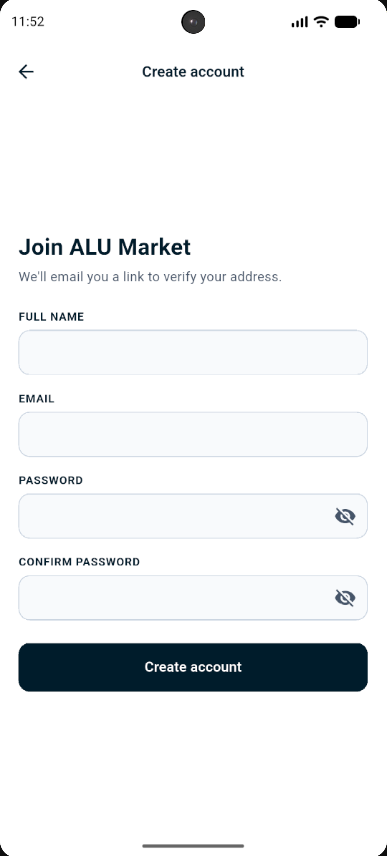 11:52
Create account
Join ALU Market
We'll email you a link to verify your address.
FULL NAME
EMAIL
PASSWORD
CONFIRM PASSWORD
Create account